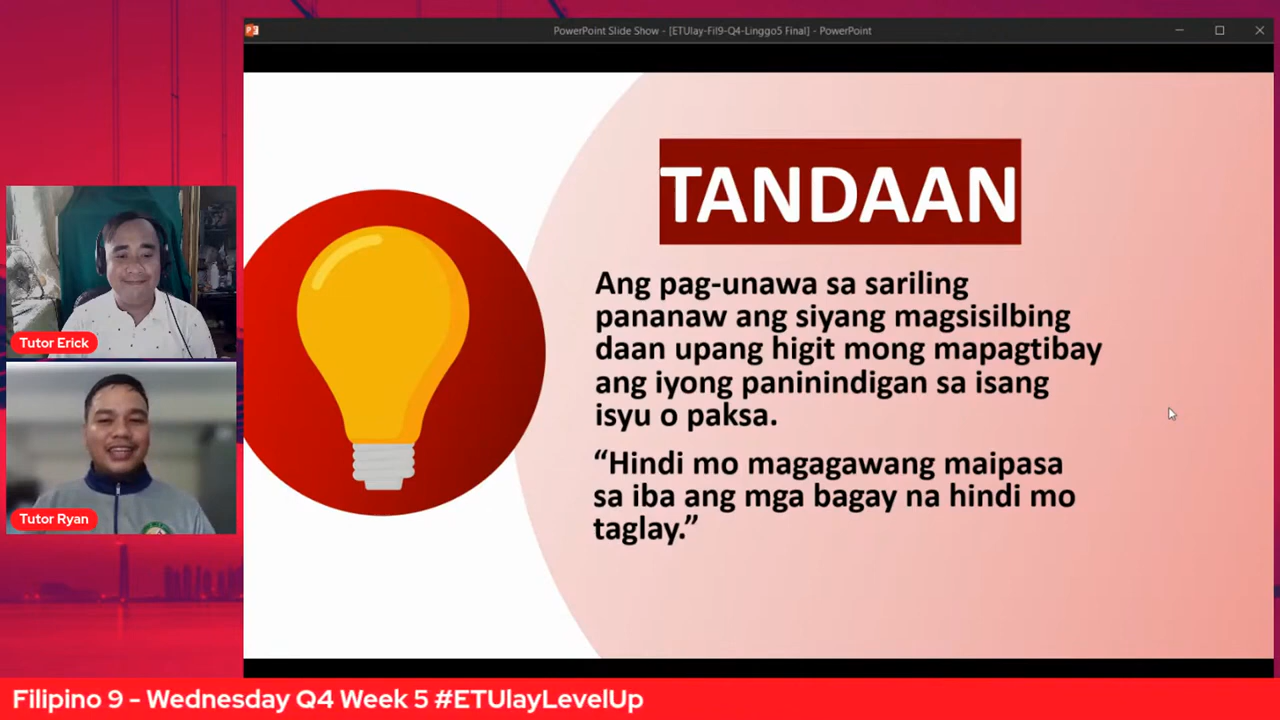 PowerPoint Slide Show - [ETUlay-Fil9-Q4-Linggo5 Final] - PowerPoint
TANDAAN
Ang pag-unawa sa sariling
pananaw ang siyang magsisilbing
daan upang higit mong mapagtibay
ang iyong paninindigan sa isang
isyu o paksa.
“Hindi mo magagawang maipasa
sa iba ang mga bagay na hindi mo
taglay.”
Tutor Erick
Tutor Ryan
Filipino 9 - Wednesday Q4 Week 5 #ETUlayLevelUp